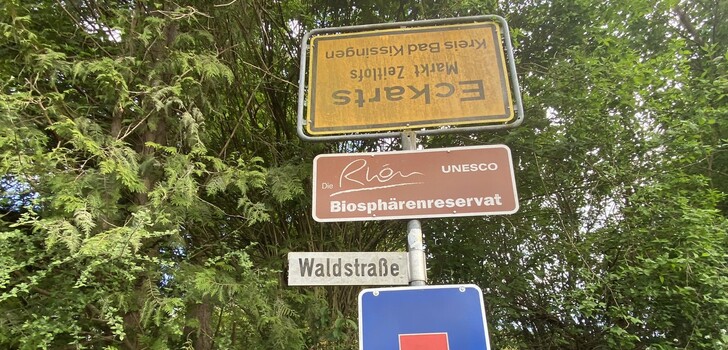 Eckarts
Markt Zeitlofs
Kreis Bad Kissingen
Die Rhön UNESCO
Biosphärenreservat
Waldstraße